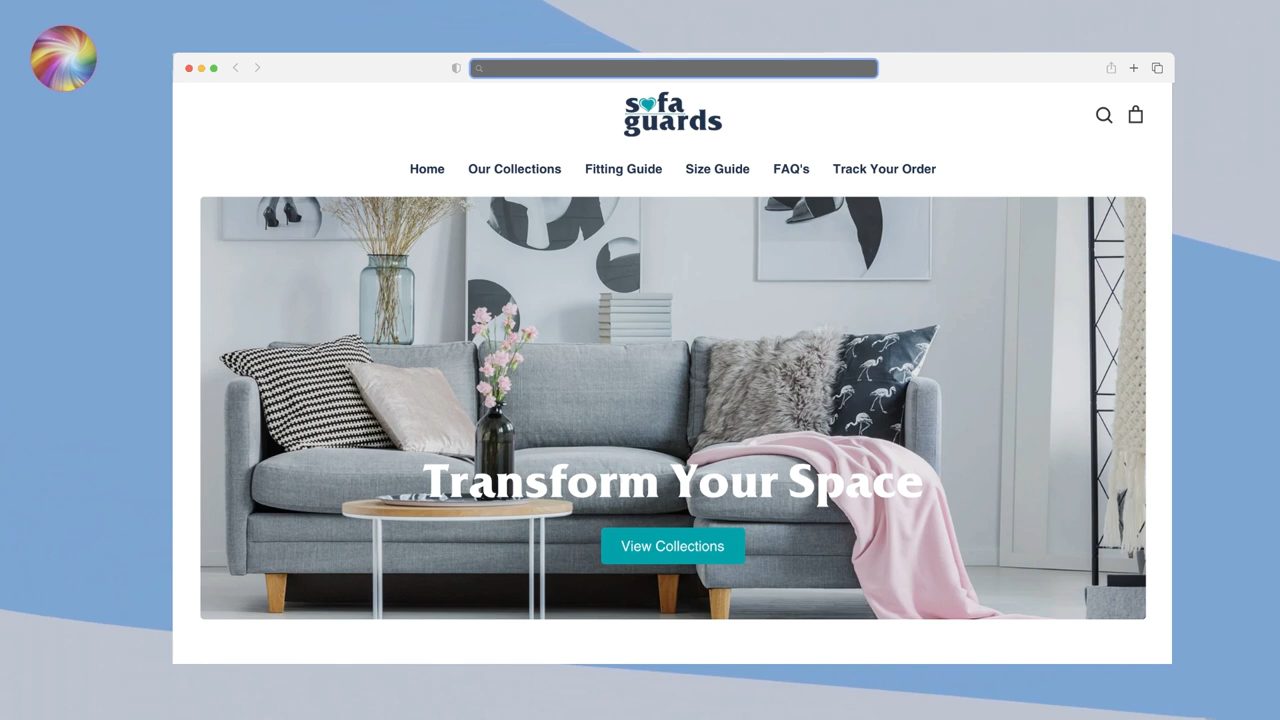 sofa
guards
Home Our Collections Fitting Guide Size Guide FAQ's Track Your Order
Transform Your Space
View Collections